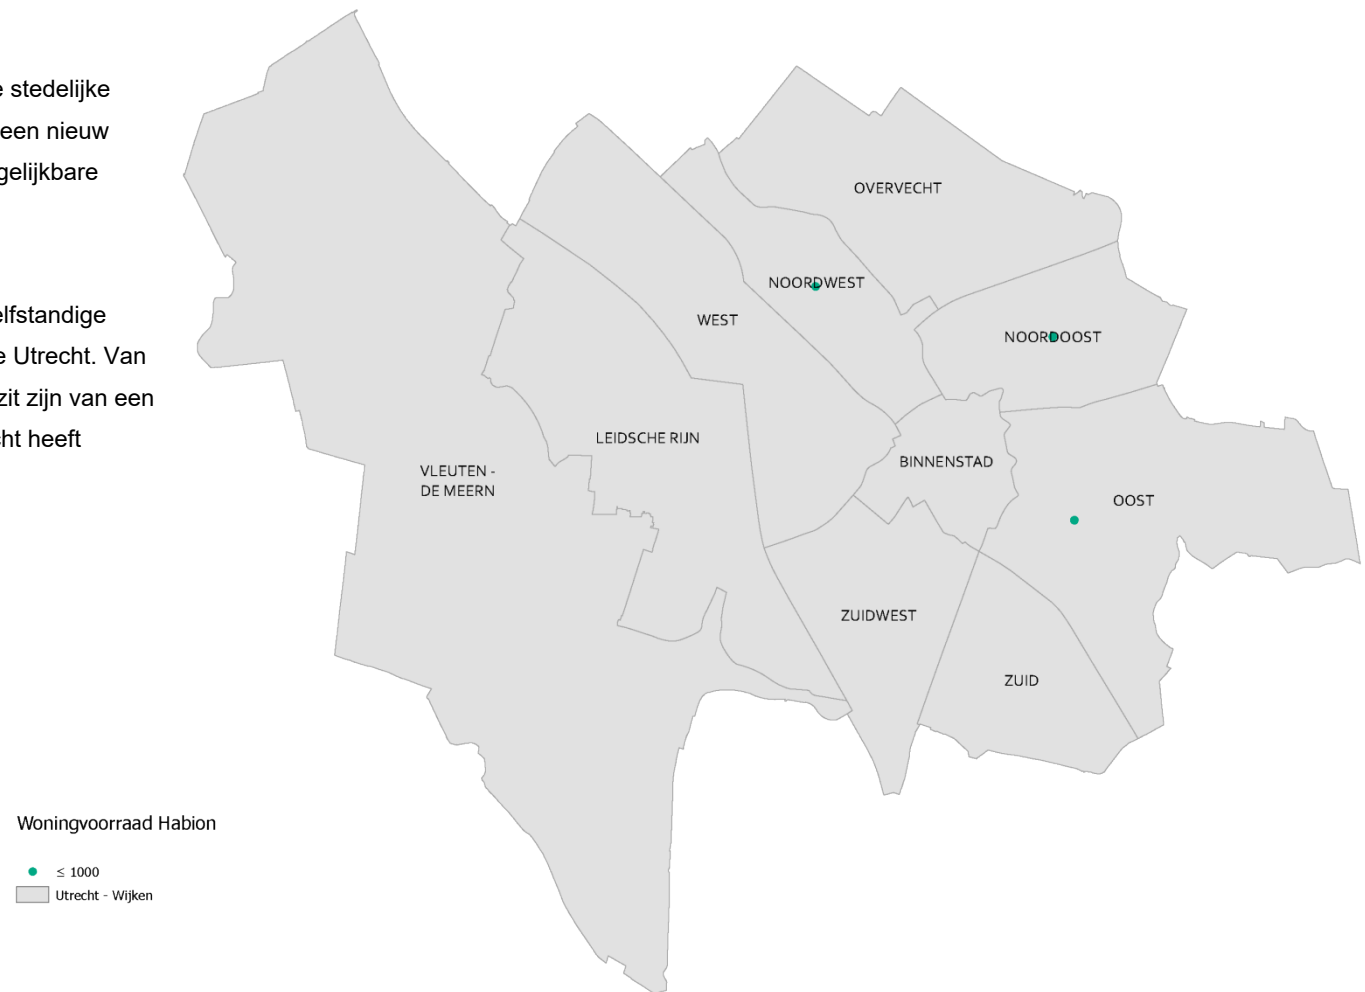 e stedelijke
een nieuw
gelijkbare
elfstandige
e Utrecht. Van
zit zijn van een
cht heeft
OVERVECHT
NOORDWEST
WEST
NOORDOOST
LEIDSCHE RIJN
BINNENSTAD
VLEUTEN -
DE MEERN
OOST
ZUIDWEST
ZUID
Woningvoorraad Habion
≤ 1000
Utrecht - Wijken